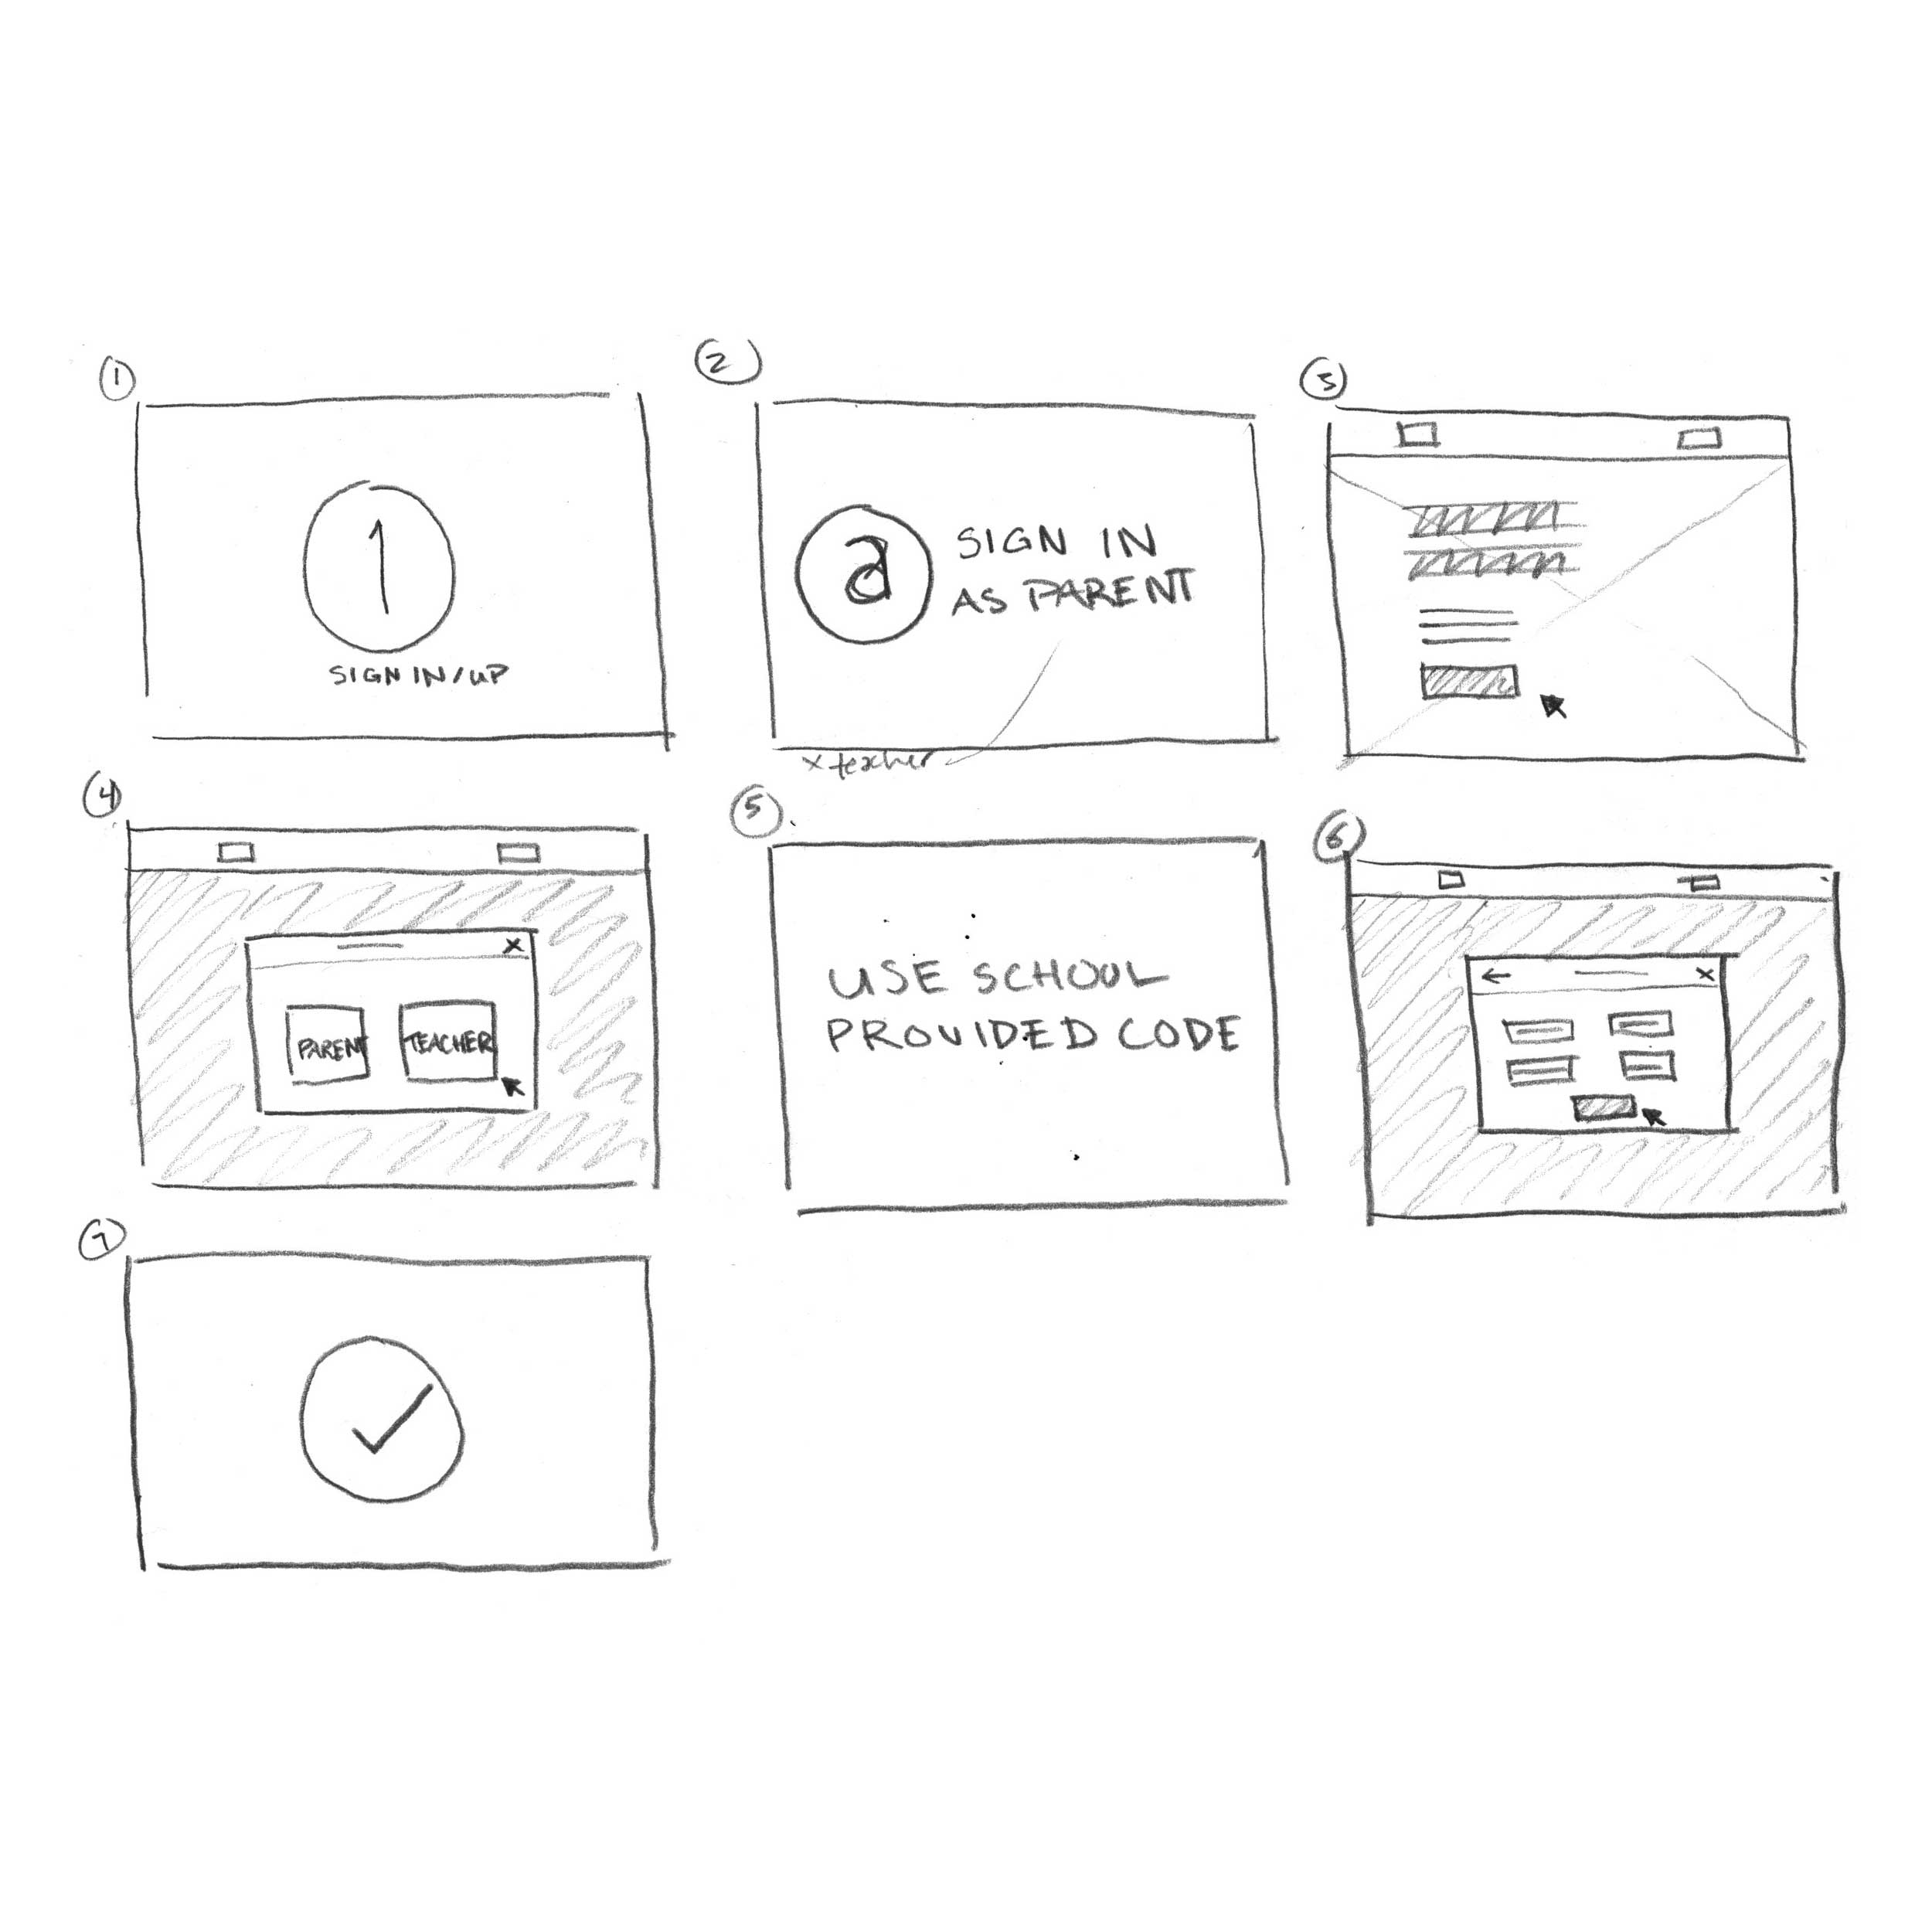 1
1
SIGN IN/UP
2
a
SIGN IN
AS PARENT
x teacher
3
4
X
PARENT
TEACHER
5
USE SCHOOL
PROVIDED CODE
6
←
X
7